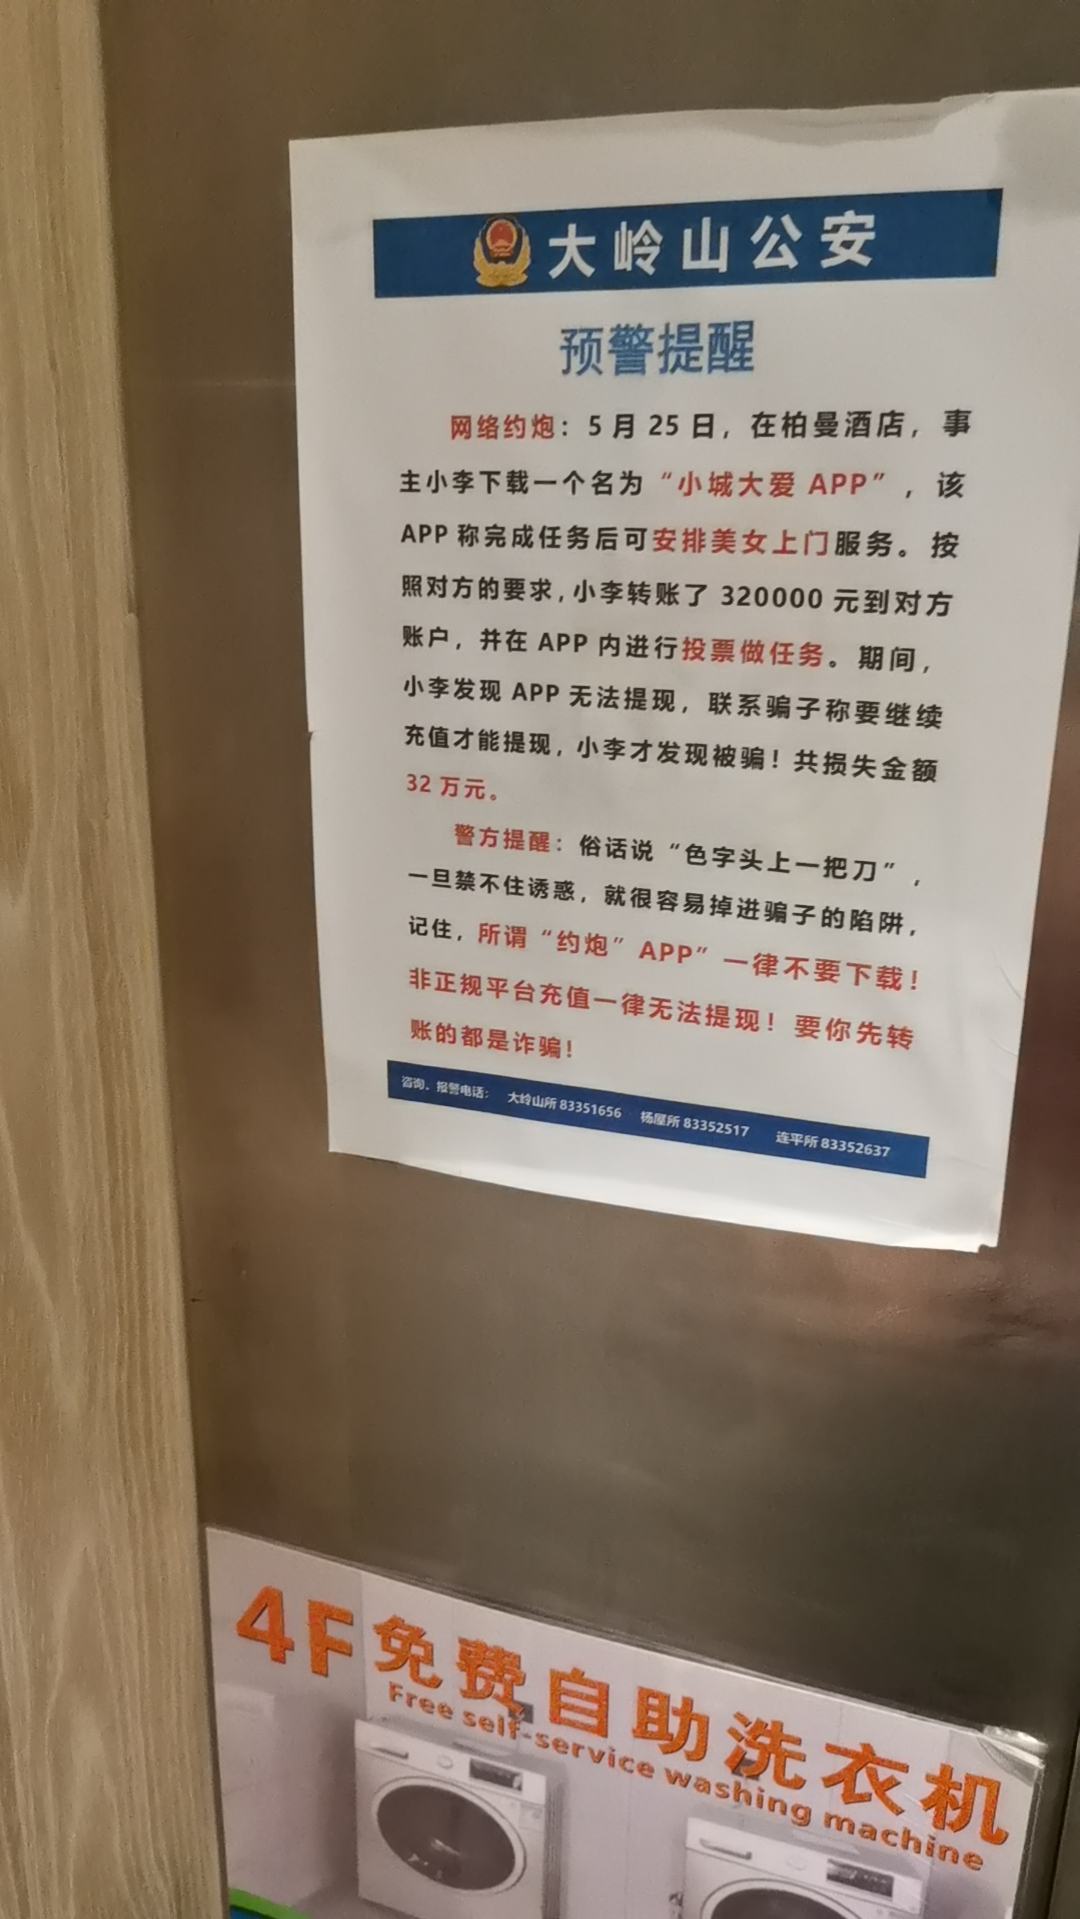 大岭山公安
预警提醒
网络约炮：5月25日，在柏曼酒店，事
主小李下载一个名为“小城大爱 APP”，该
APP 称完成任务后可安排美女上门服务。按
照对方的要求，小李转账了 320000 元到对方
账户，并在 APP 内进行投票做任务。期间，
小李发现 APP 无法提现，联系骗子称要继续
充值才能提现，小李才发现被骗！共损失金额
32 万元。
警方提醒：俗话说“色字头上一把刀”，
一旦禁不住诱惑，就很容易掉进骗子的陷阱，
记住，所谓“约炮”APP”一律不要下载！
非正规平台充值一律无法提现！要你先转
账的都是诈骗！
咨询、报警电话： 大岭山所 83351656 杨屋所 83352517 连平所 83352637
4F免费自助洗衣机
Free self-service washing machine